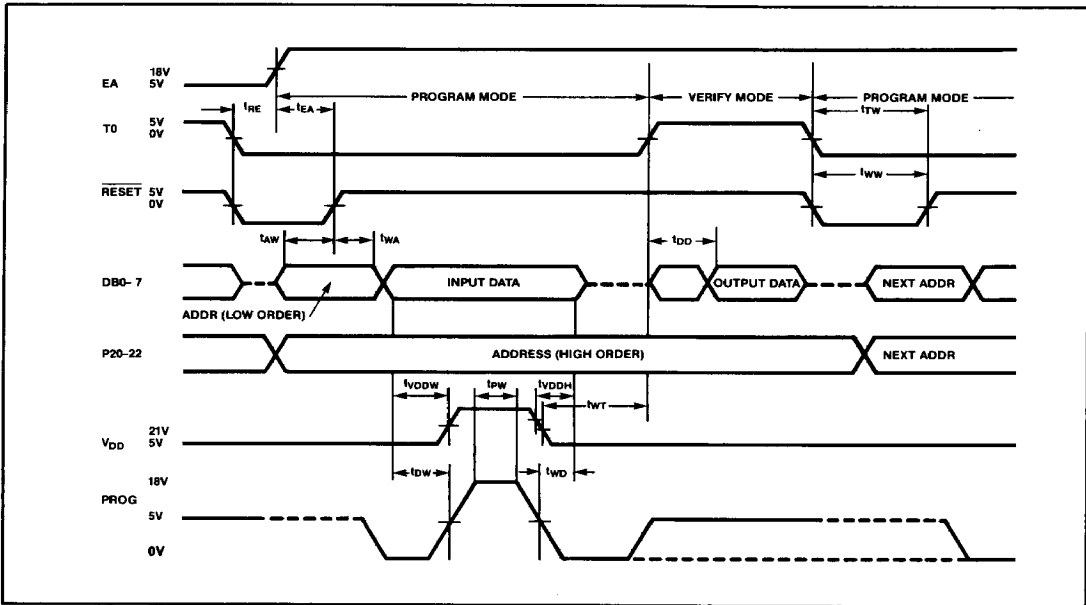 EA 18V
5V
PROGRAM MODE VERIFY MODE PROGRAM MODE
tRE tEA tTW
T0 5V
0V
tWW
RESET 5V
0V
tAW tWA tDD
DB0–7 INPUT DATA OUTPUT DATA NEXT ADDR
ADDR (LOW ORDER)
P20–22 ADDRESS (HIGH ORDER) NEXT ADDR
tVDDW tPW tVDDH
tWT
VDD 21V
5V
tDW tWD
18V
PROG
5V
0V